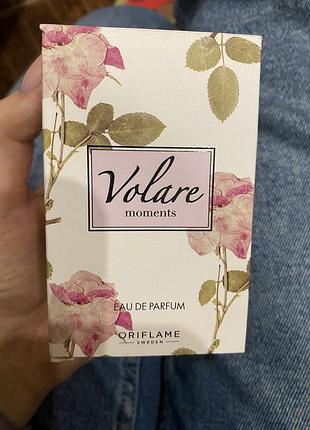 Volare
moments
EAU DE PARFUM
ORIFLAME
SWEDEN